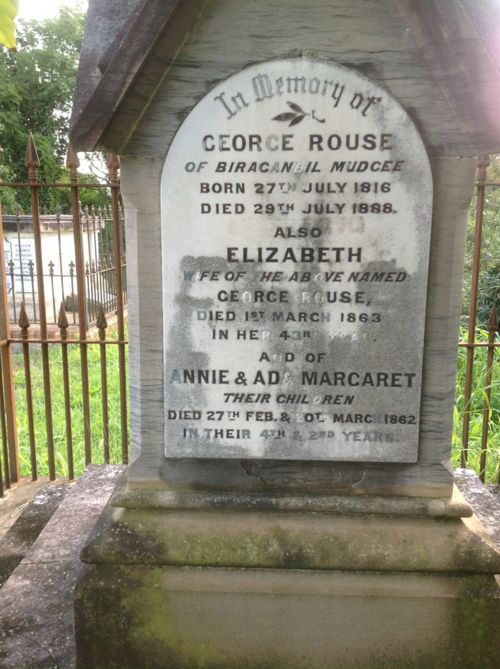 In Memory of
GEORGE ROUSE
OF BIRAGANBIL MUDGEE
BORN 27TH JULY 1816
DIED 29TH JULY 1888.
ALSO
ELIZABETH
WIFE OF THE ABOVE NAMED
GEORGE ROUSE,
DIED 1ST MARCH 1863
IN HER 43RD YEAR.
AND OF
ANNIE & ADA MARGARET
THEIR CHILDREN
DIED 27TH FEB. & MARCH 1862
IN THEIR 4TH & 2ND YEARS.